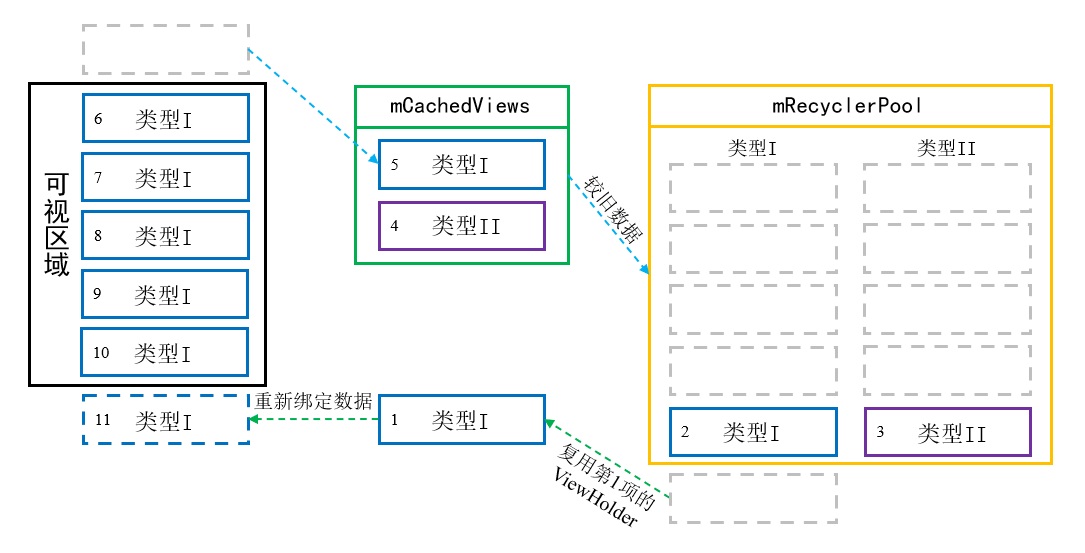 可视区域
6 类型I
7 类型I
8 类型I
9 类型I
10 类型I
11 类型I
mCachedViews
5 类型I
4 类型II
较旧数据
mRecyclerPool
类型I
类型II
2 类型I
3 类型II
复用第1项的
ViewHolder
1 类型I
重新绑定数据